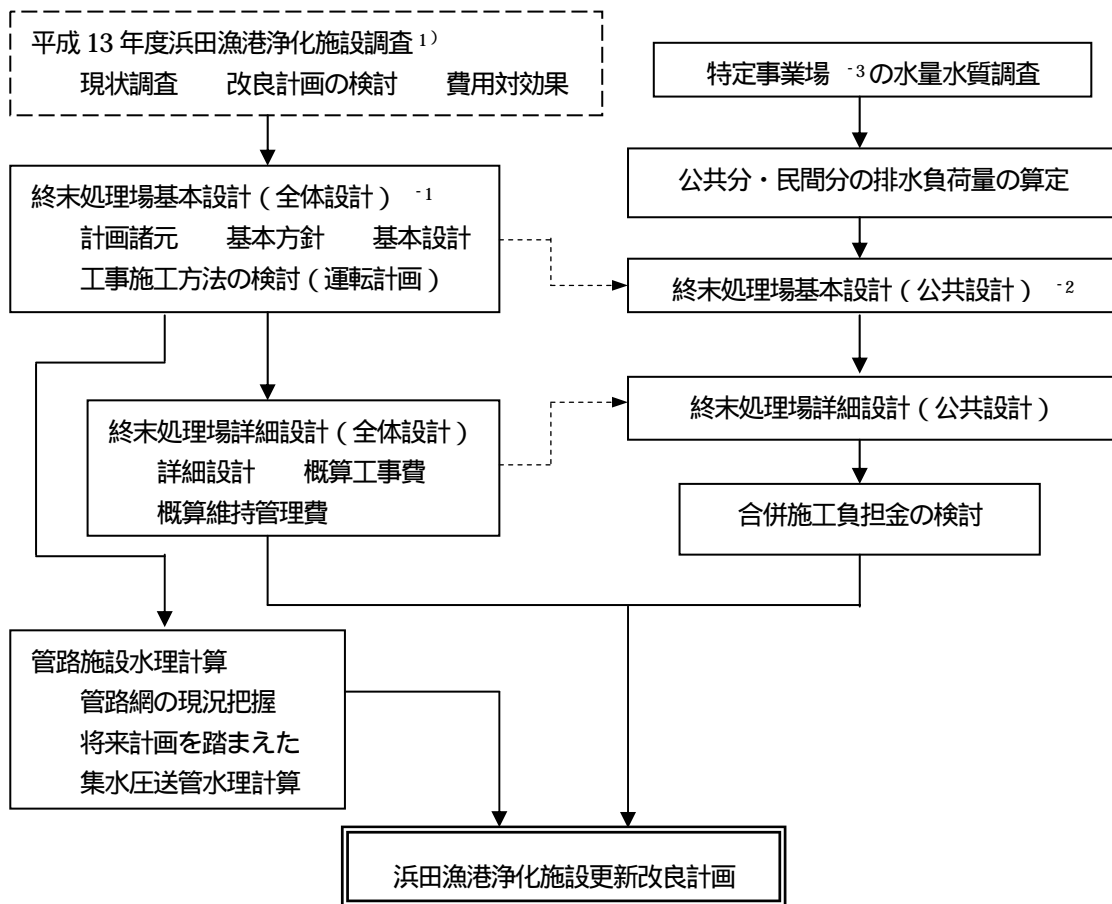 平成 13 年度浜田漁港浄化施設調査 1)
現状調査 改良計画の検討 費用対効果
終末処理場基本設計(全体設計) -1
計画諸元 基本方針 基本設計
工事施工方法の検討(運転計画)
終末処理場詳細設計(全体設計)
詳細設計 概算工事費
概算維持管理費
管路施設水理計算
管路網の現況把握
将来計画を踏まえた
集水圧送管水理計算
特定事業場 -3 の水量水質調査
公共分・民間分の排水負荷量の算定
終末処理場基本設計(公共設計) -2
終末処理場詳細設計(公共設計)
合併施工負担金の検討
浜田漁港浄化施設更新改良計画